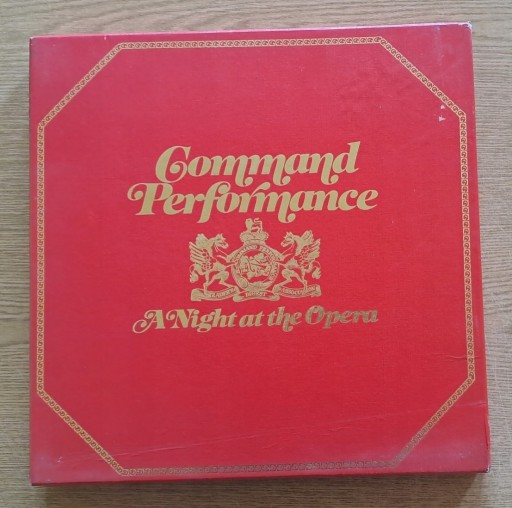 Command
Performance
A Night at the Opera